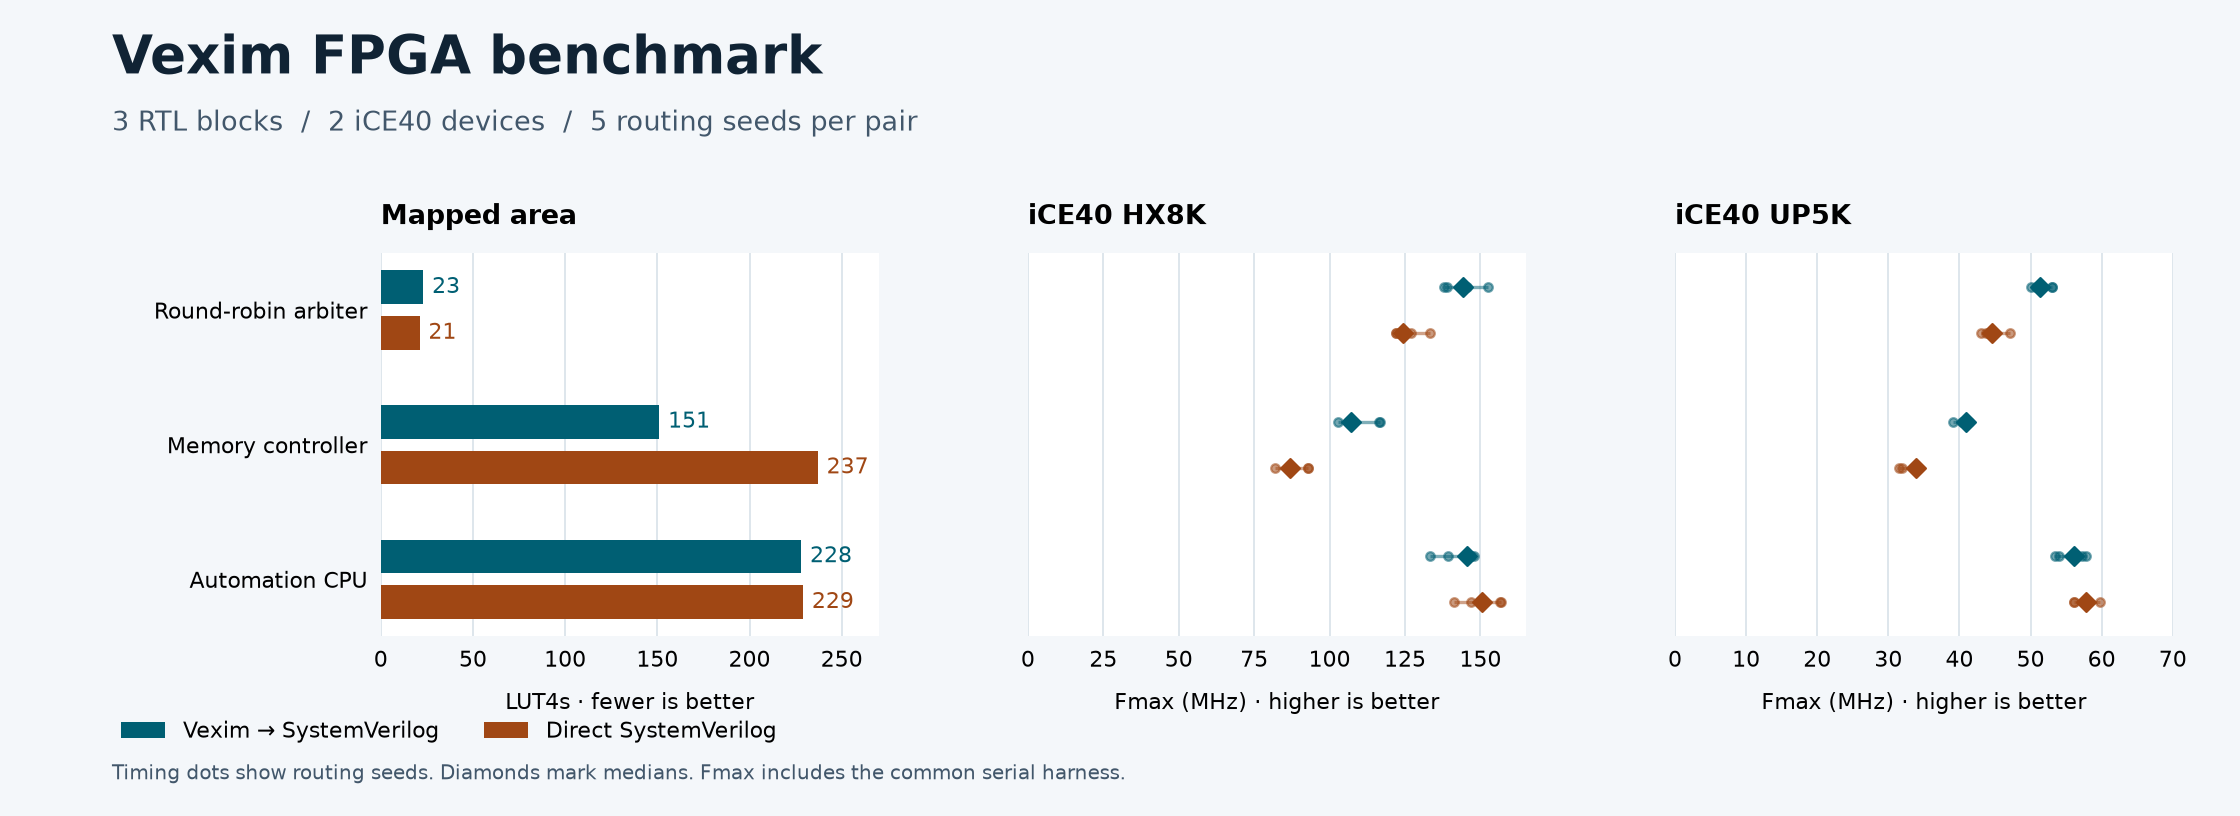 Vexim FPGA benchmark
3 RTL blocks / 2 iCE40 devices / 5 routing seeds per pair
Mapped area
Round-robin arbiter
23
21
Memory controller
151
237
Automation CPU
228
229
0 50 100 150 200 250
LUT4s · fewer is better
iCE40 HX8K
0 25 50 75 100 125 150
Fmax (MHz) · higher is better
iCE40 UP5K
0 10 20 30 40 50 60 70
Fmax (MHz) · higher is better
Vexim → SystemVerilog
Direct SystemVerilog
Timing dots show routing seeds. Diamonds mark medians. Fmax includes the common serial harness.